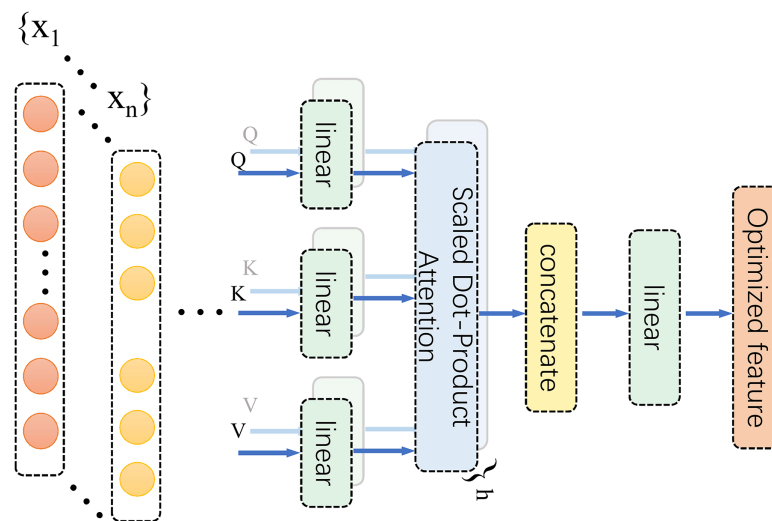 {x1
xn}
Q
Q
linear
K
K
linear
V
V
linear
Scaled Dot-Product
Attention
}h
concatenate
linear
Optimized feature